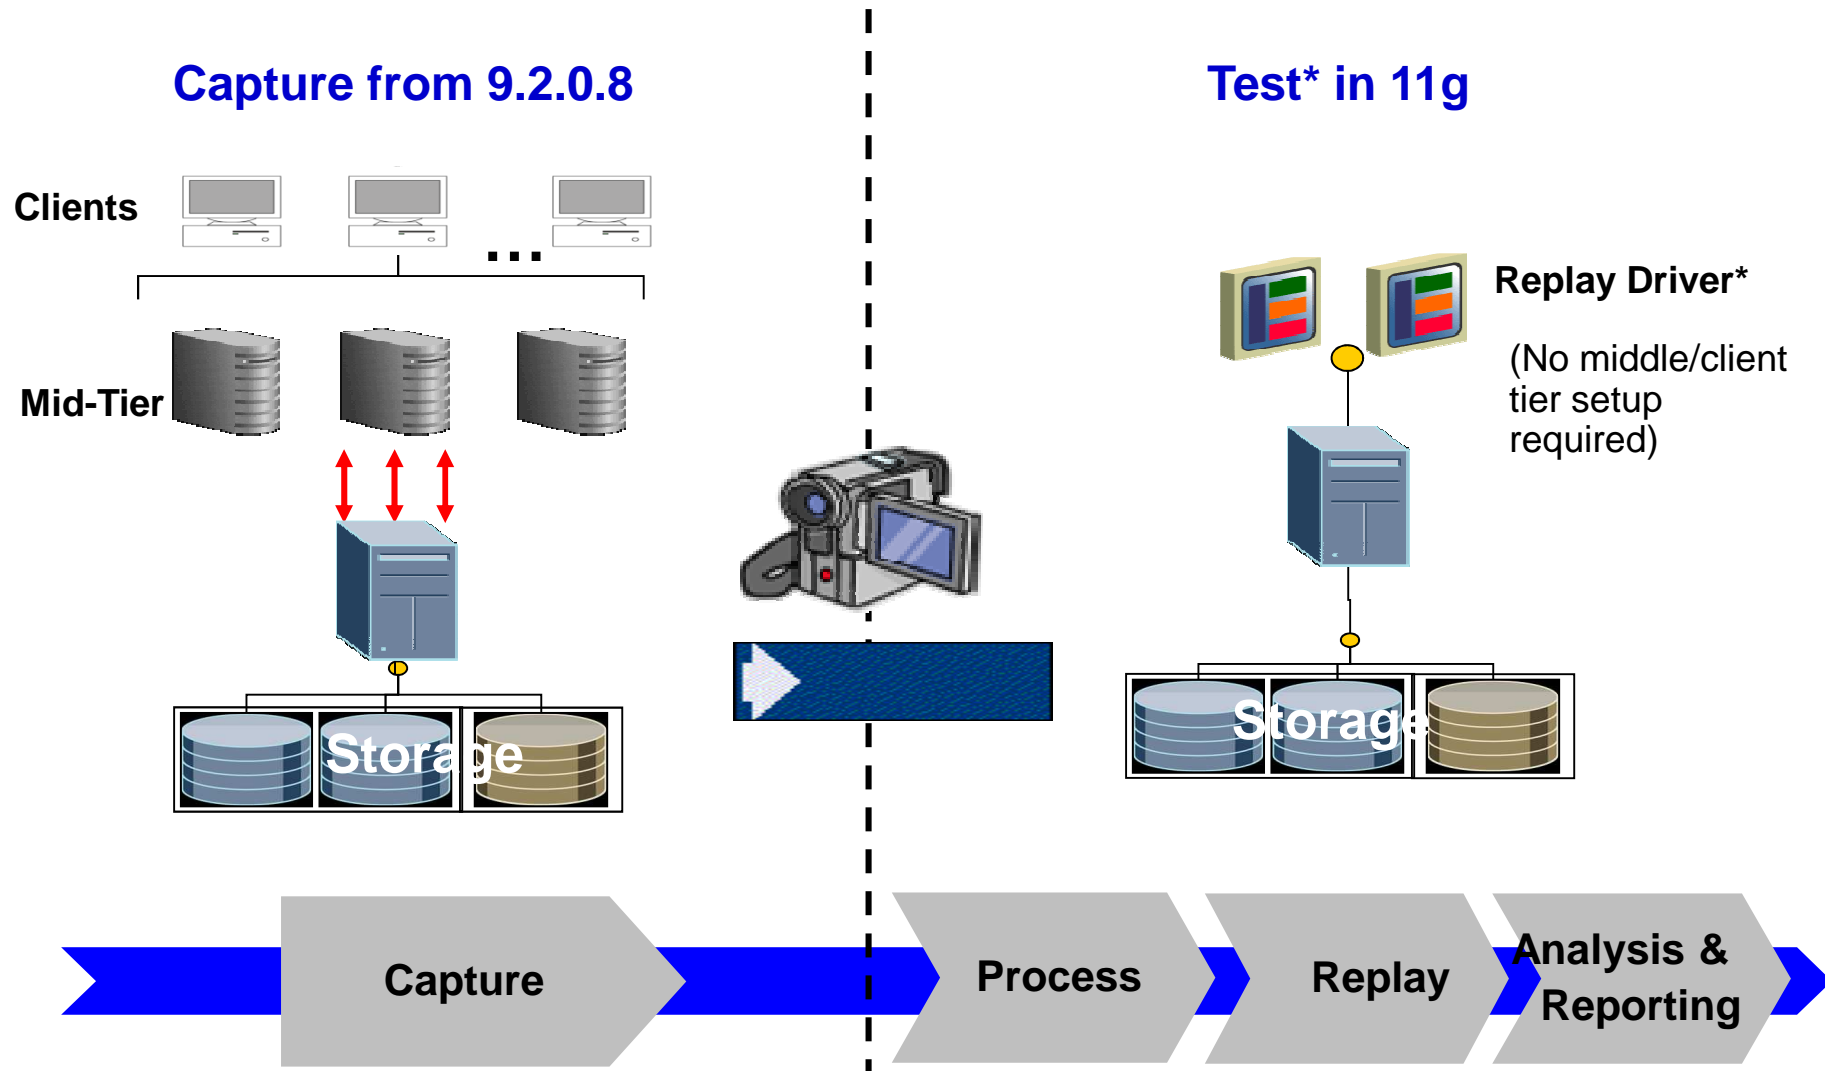 Capture from 9.2.0.8
Test* in 11g
Clients
...
Mid-Tier
Storage
Replay Driver*
(No middle/client
tier setup
required)
Storage
Capture
Process
Replay
Analysis &
Reporting